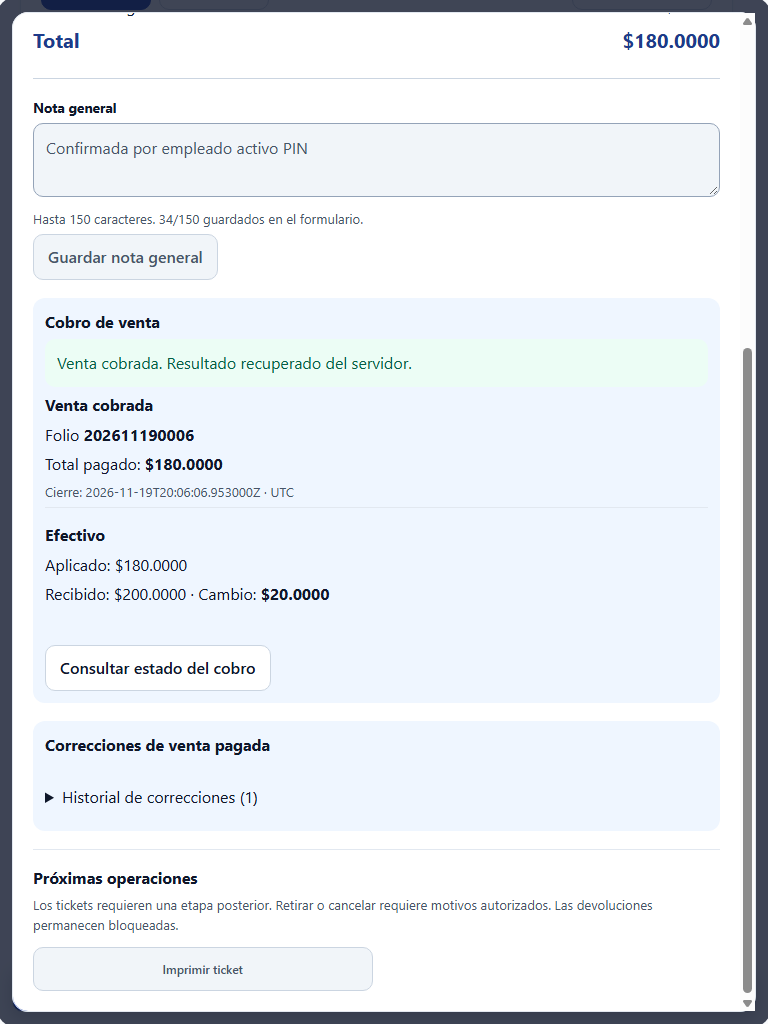 Total
$180.0000
Nota general
Confirmada por empleado activo PIN
Hasta 150 caracteres. 34/150 guardados en el formulario.
Guardar nota general
Cobro de venta
Venta cobrada. Resultado recuperado del servidor.
Venta cobrada
Folio 202611190006
Total pagado: $180.0000
Cierre: 2026-11-19T20:06:06.953000Z · UTC
Efectivo
Aplicado: $180.0000
Recibido: $200.0000 · Cambio: $20.0000
Consultar estado del cobro
Correcciones de venta pagada
Historial de correcciones (1)
Próximas operaciones
Los tickets requieren una etapa posterior. Retirar o cancelar requiere motivos autorizados. Las devoluciones
permanecen bloqueadas.
Imprimir ticket